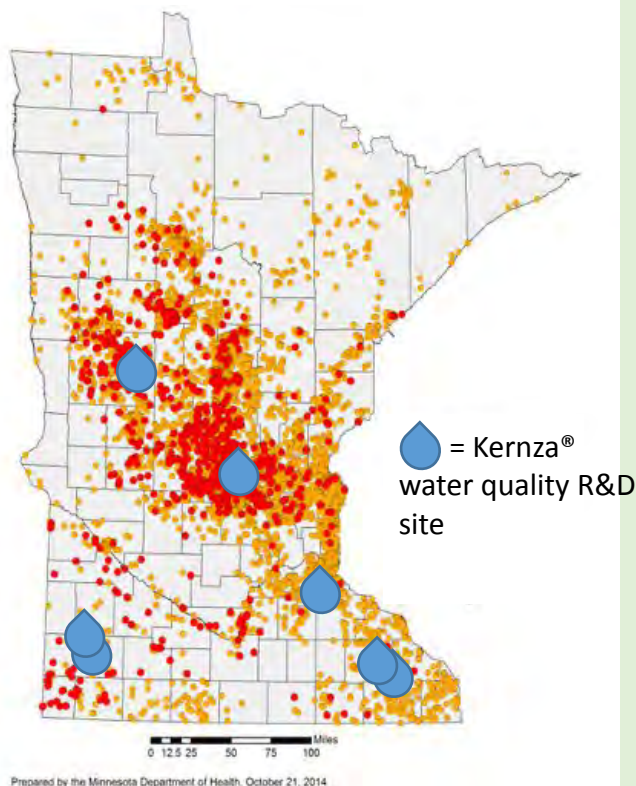 = Kernza®
water quality R&D
site
Miles
0 12.5 25 50 75 100
Prepared by the Minnesota Department of Health, October 21, 2014